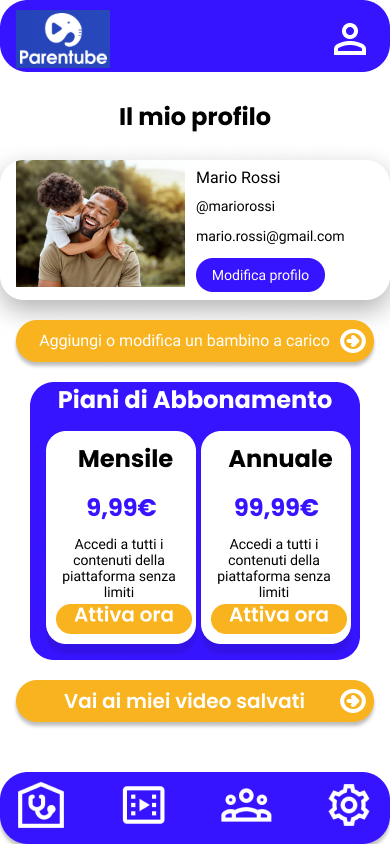 Parentube
Il mio profilo
Mario Rossi
@mariorossi
mario.rossi@gmail.com
Modifica profilo
Aggiungi o modifica un bambino a carico
Piani di Abbonamento
Mensile
9,99€
Accedi a tutti i
contenuti della
piattaforma senza
limiti
Attiva ora
Annuale
99,99€
Accedi a tutti i
contenuti della
piattaforma senza
limiti
Attiva ora
Vai ai miei video salvati